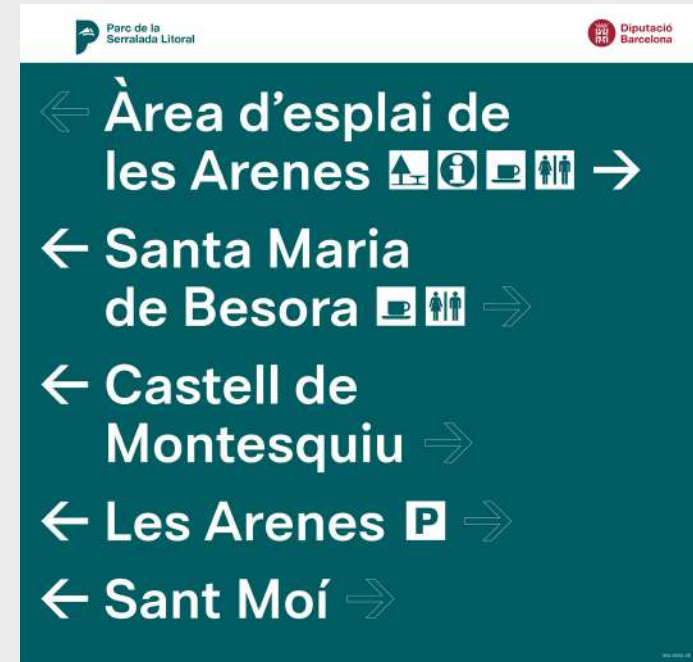 Parc de la
Serralada Litoral
Diputació
Barcelona
← Àrea d'esplai de
les Arenes →
← Santa Maria
de Besora →
← Castell de
Montesquiu →
← Les Arenes P →
← Sant Moí →